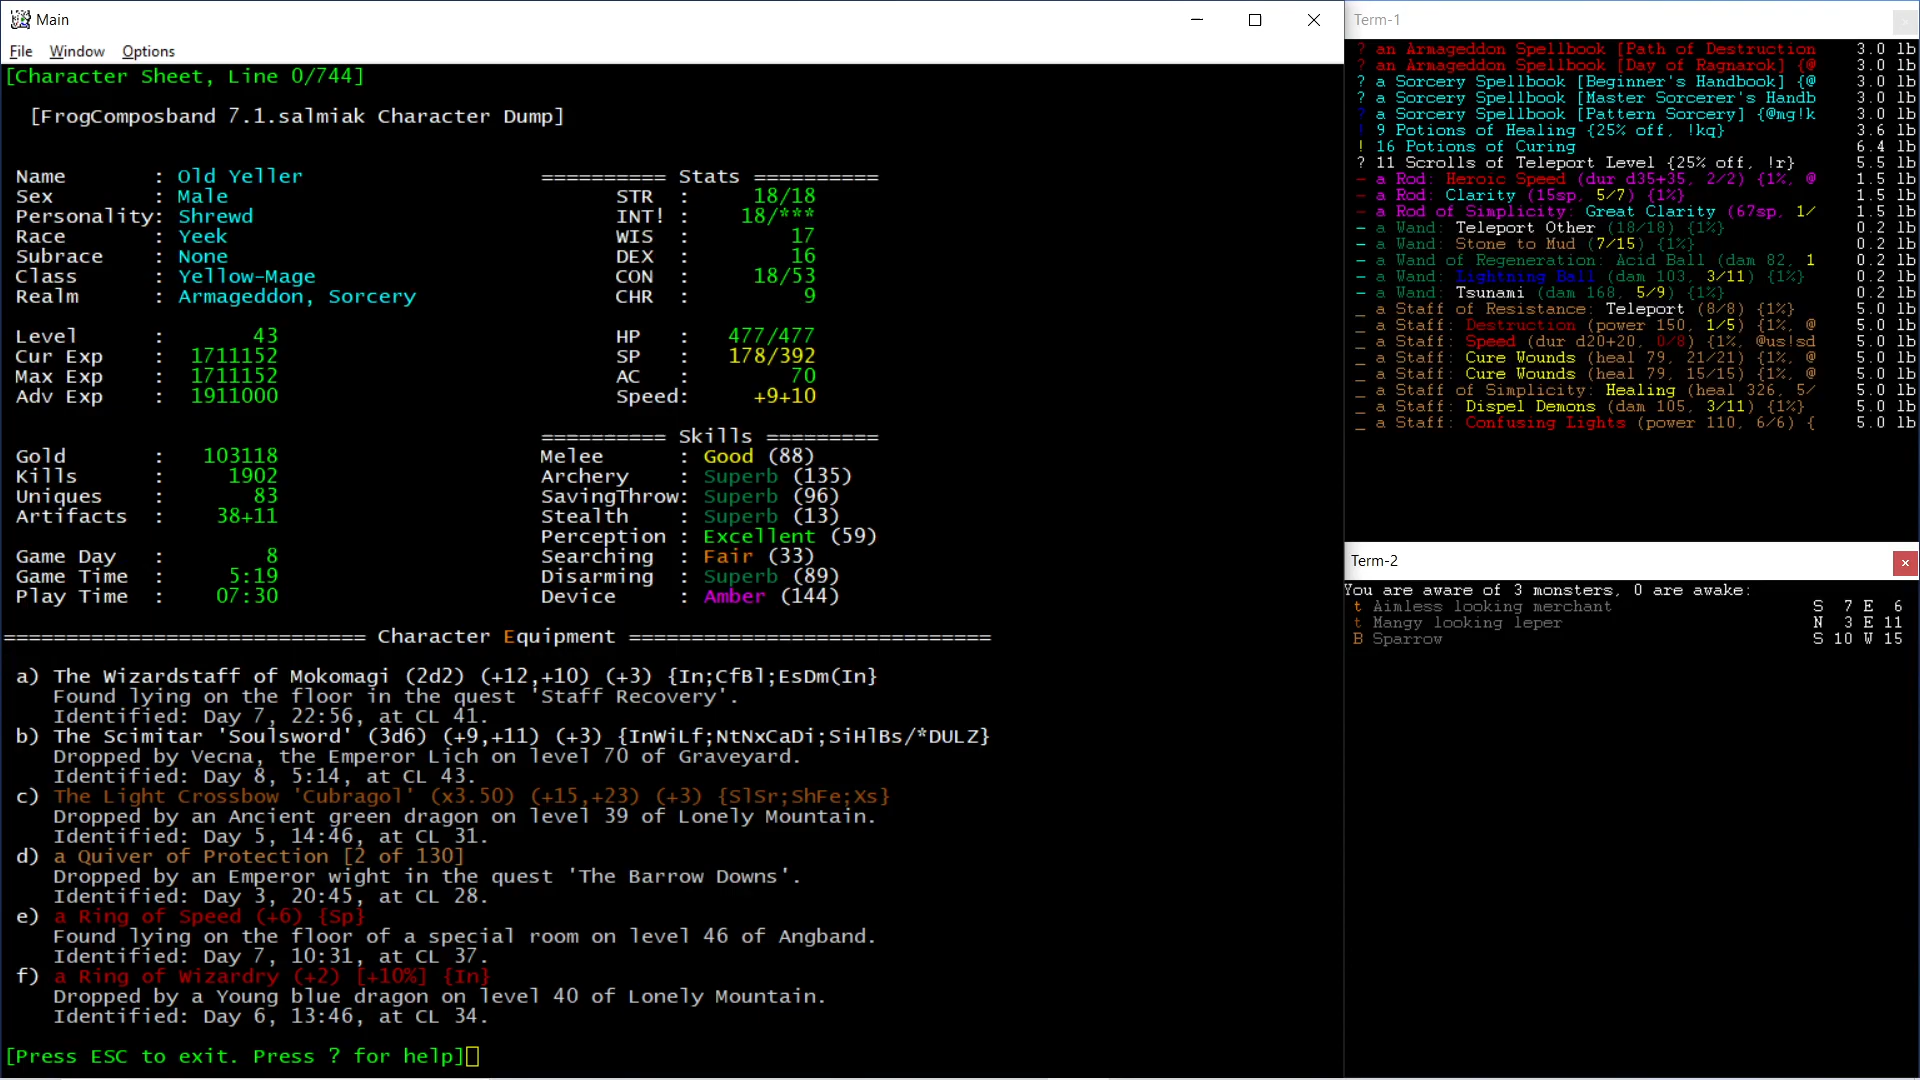 Main
File Window Options
[Character Sheet, Line 0/744]
[FrogComposband 7.1.salmiak Character Dump]
Name : Old Yeller ========== Stats ==========
Sex : Male STR : 18/18
Personality: Shrewd INT! : 18/***
Race : Yeek WIS : 17
Subrace : None DEX : 16
Class : Yellow-Mage CON : 18/53
Realm : Armageddon, Sorcery CHR : 9
Level : 43 HP : 477/477
Cur Exp : 1711152 SP : 178/392
Max Exp : 1711152 AC : 70
Adv Exp : 1911000 Speed: +9+10
========== Skills =========
Gold : 103118 Melee : Good (88)
Kills : 1902 Archery : Superb (135)
Uniques : 83 SavingThrow: Superb (96)
Artifacts : 38+11 Stealth : Superb (13)
Perception : Excellent (59)
Game Day : 8 Searching : Fair (33)
Game Time : 5:19 Disarming : Superb (89)
Play Time : 07:30 Device : Amber (144)
============================= Character Equipment =============================
a) The Wizardstaff of Mokomagi (2d2) (+12,+10) (+3) {In;CfBl;EsDm(In}
Found lying on the floor in the quest 'Staff Recovery'.
Identified: Day 7, 22:56, at CL 41.
b) The Scimitar 'Soulsword' (3d6) (+9,+11) (+3) {InWiLf;NtNxCaDi;SiHlBs/*DULZ}
Dropped by Vecna, the Emperor Lich on level 70 of Graveyard.
Identified: Day 8, 5:14, at CL 43.
c) The Light Crossbow 'Cubragol' (x3.50) (+15,+23) (+3) {SlSr;ShFe;Xs}
Dropped by an Ancient green dragon on level 39 of Lonely Mountain.
Identified: Day 5, 14:46, at CL 31.
d) a Quiver of Protection [2 of 130]
Dropped by an Emperor wight in the quest 'The Barrow Downs'.
Identified: Day 3, 20:45, at CL 28.
e) a Ring of Speed (+6) {Sp}
Found lying on the floor of a special room on level 46 of Angband.
Identified: Day 7, 10:31, at CL 37.
f) a Ring of Wizardry (+2) [+10%] {In}
Dropped by a Young blue dragon on level 40 of Lonely Mountain.
Identified: Day 6, 13:46, at CL 34.
[Press ESC to exit. Press ? for help]
Term-1
? an Armageddon Spellbook [Path of Destruction 3.0 lb
? an Armageddon Spellbook [Day of Ragnarok] {@ 3.0 lb
? a Sorcery Spellbook [Beginner's Handbook] {@ 3.0 lb
? a Sorcery Spellbook [Master Sorcerer's Handb 3.0 lb
? a Sorcery Spellbook [Pattern Sorcery] {@mg!k 3.0 lb
! 9 Potions of Healing {25% off, !kq} 3.6 lb
! 16 Potions of Curing 6.4 lb
? 11 Scrolls of Teleport Level {25% off, !r} 5.5 lb
- a Rod: Heroic Speed (dur d35+35, 2/2) {1%, @ 1.5 lb
- a Rod: Clarity (15sp, 5/7) {1%} 1.5 lb
- a Rod of Simplicity: Great Clarity (67sp, 1/ 1.5 lb
- a Wand: Teleport Other (18/18) {1%} 0.2 lb
- a Wand: Stone to Mud (7/15) {1%} 0.2 lb
- a Wand of Regeneration: Acid Ball (dam 82, 1 0.2 lb
- a Wand: Lightning Ball (dam 103, 3/11) {1%} 0.2 lb
- a Wand: Tsunami (dam 168, 5/9) {1%} 0.2 lb
_ a Staff of Resistance: Teleport (8/8) {1%} 5.0 lb
_ a Staff: Destruction (power 150, 1/5) {1%, @ 5.0 lb
_ a Staff: Speed (dur d20+20, 0/8) {1%, @us!sd 5.0 lb
_ a Staff: Cure Wounds (heal 79, 21/21) {1%, @ 5.0 lb
_ a Staff: Cure Wounds (heal 79, 15/15) {1%, @ 5.0 lb
_ a Staff of Simplicity: Healing (heal 326, 5/ 5.0 lb
_ a Staff: Dispel Demons (dam 105, 3/11) {1%} 5.0 lb
_ a Staff: Confusing Lights (power 110, 6/6) { 5.0 lb
Term-2
You are aware of 3 monsters, 0 are awake:
t Aimless looking merchant S 7 E 6
t Mangy looking leper N 3 E 11
B Sparrow S 10 W 15